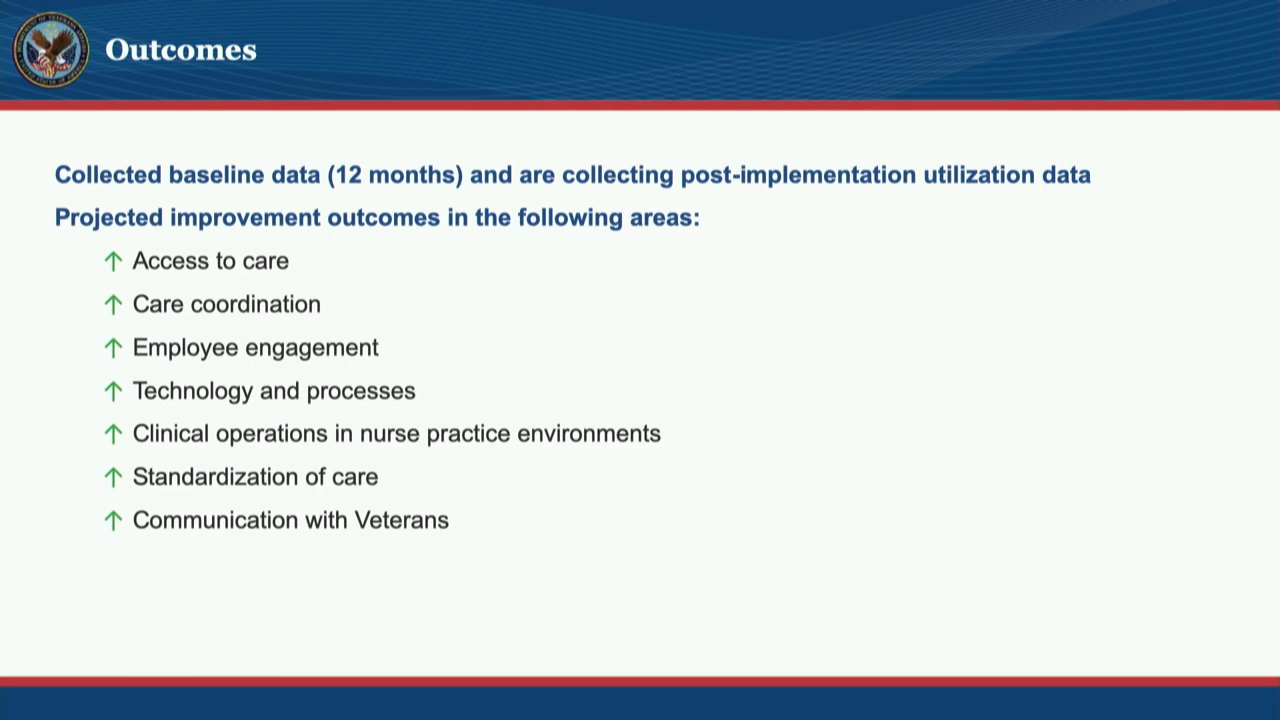 Outcomes
Collected baseline data (12 months) and are collecting post-implementation utilization data
Projected improvement outcomes in the following areas:
↑ Access to care
↑ Care coordination
↑ Employee engagement
↑ Technology and processes
↑ Clinical operations in nurse practice environments
↑ Standardization of care
↑ Communication with Veterans